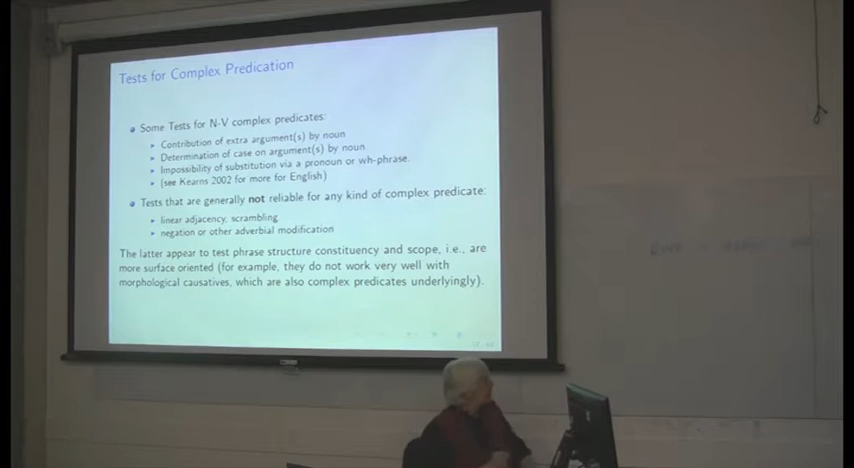 Tests for Complex Predication
Some Tests for N-V complex predicates:
Contribution of extra argument(s) by noun
Determination of case on argument(s) by noun
Impossibility of substitution via a pronoun or wh-phrase.
(see Kearns 2002 for more for English)
Tests that are generally not reliable for any kind of complex predicate:
linear adjacency, scrambling
negation or other adverbial modification
The latter appear to test phrase structure constituency and scope, i.e., are
more surface oriented (for example, they do not work very well with
morphological causatives, which are also complex predicates underlyingly).